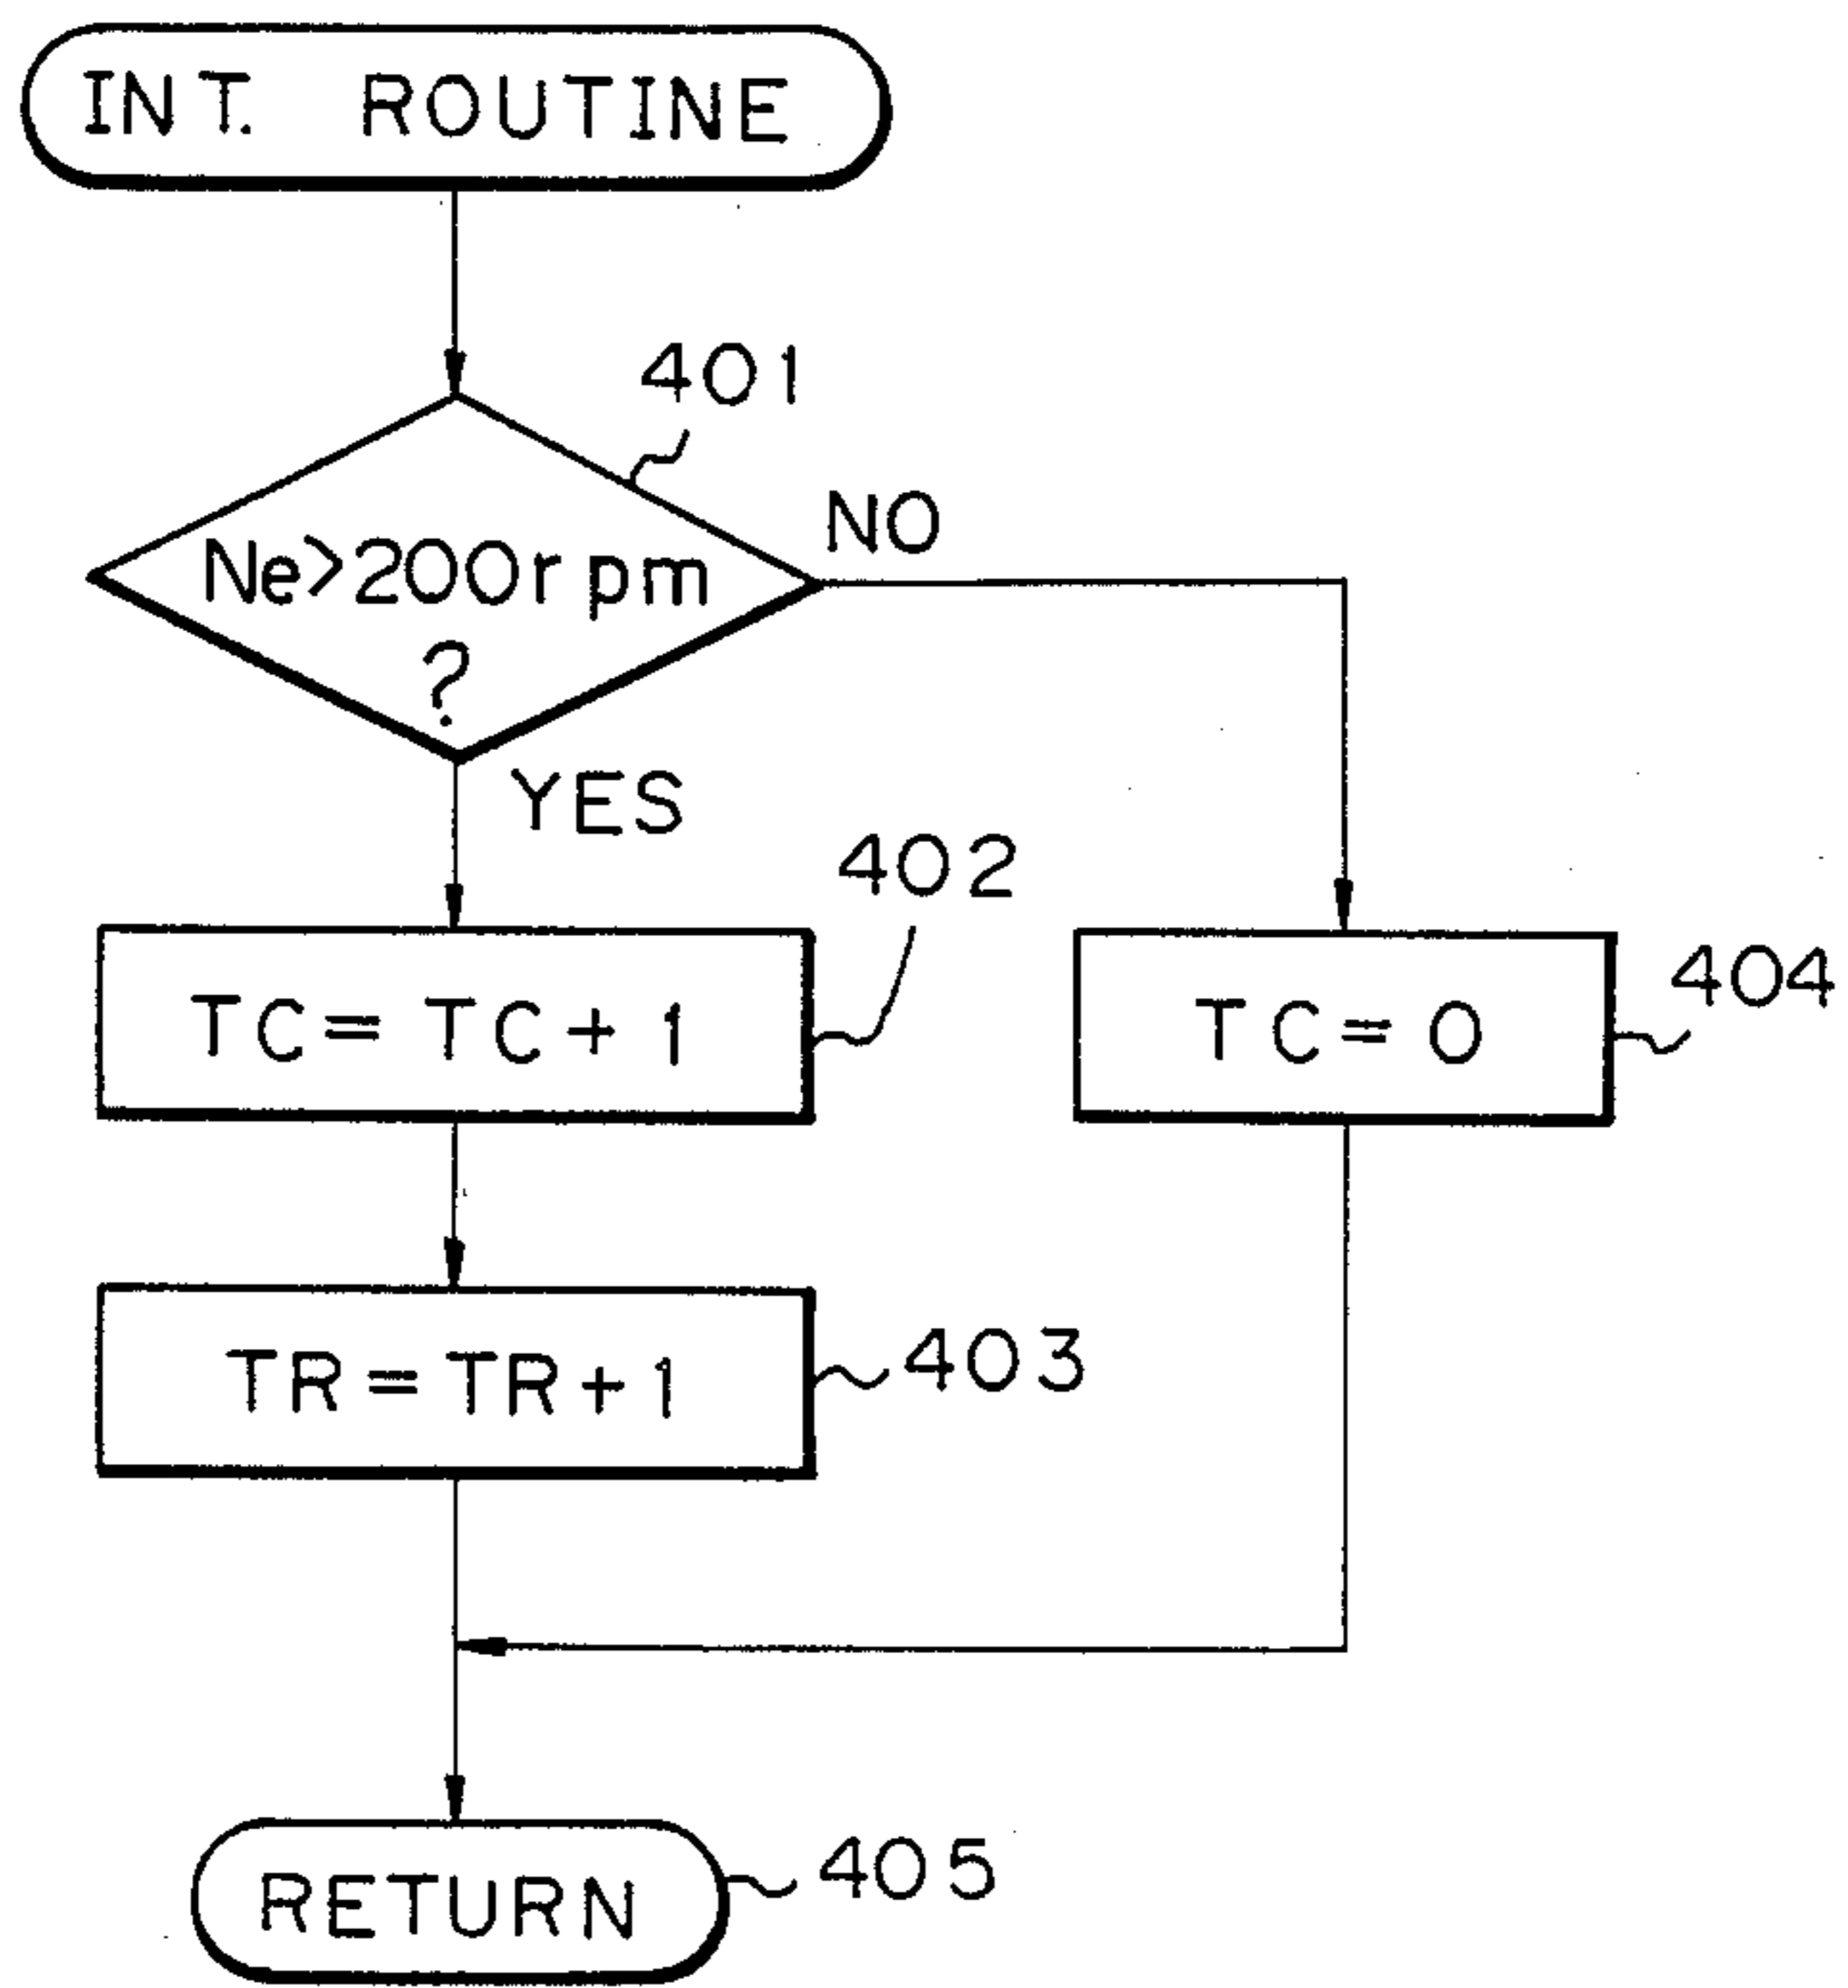 INT. ROUTINE
401
Ne>200rpm
?
NO
YES
402
TC=TC+1
TC=0
404
TR=TR+1
403
RETURN
405